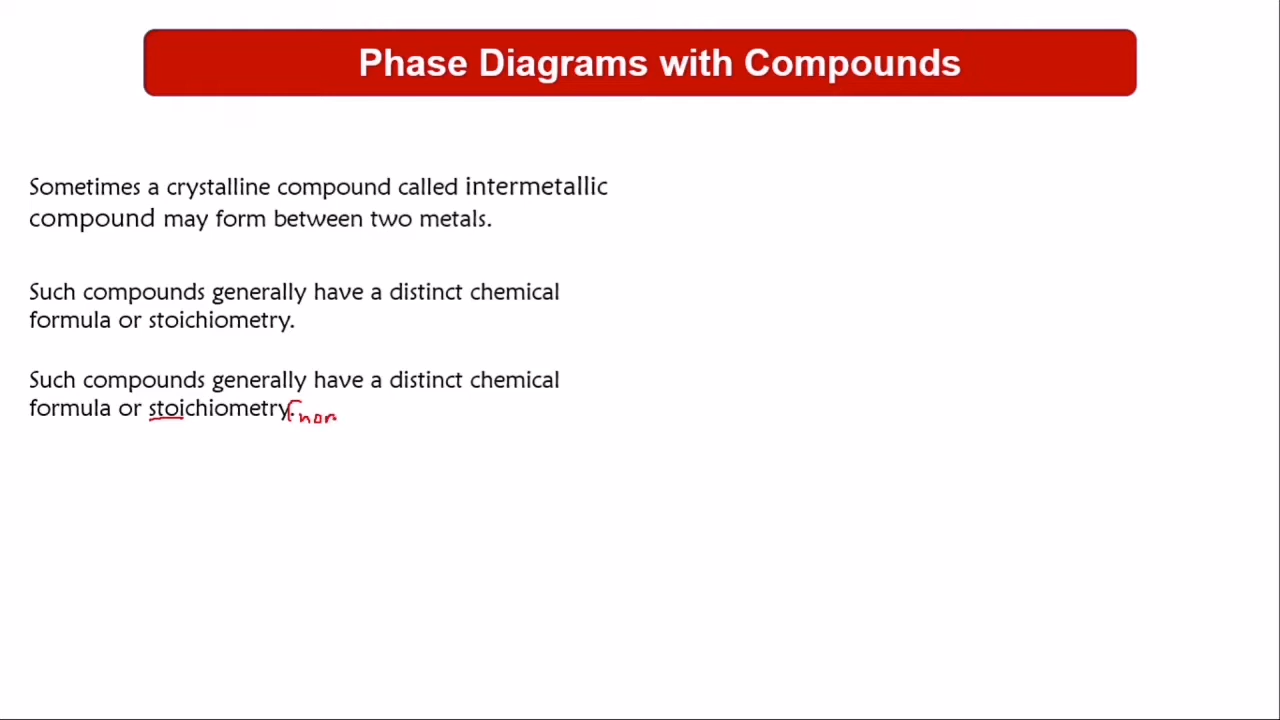 Phase Diagrams with Compounds
Sometimes a crystalline compound called intermetallic
compound may form between two metals.
Such compounds generally have a distinct chemical
formula or stoichiometry.
Such compounds generally have a distinct chemical
formula or stoichiometry.